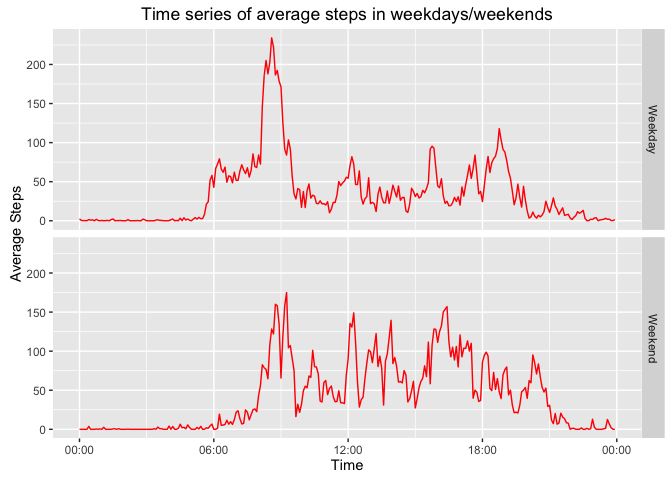 Time series of average steps in weekdays/weekends
Average Steps
200
150
100
50
0
Weekday
200
150
100
50
0
Weekend
00:00 06:00 12:00 18:00 00:00
Time